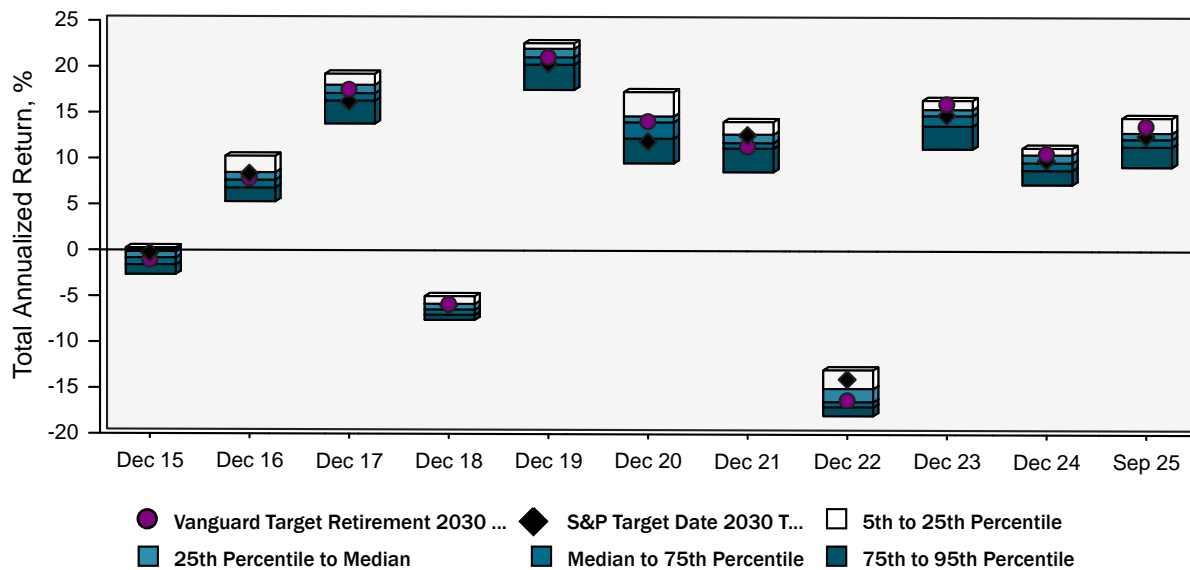 Total Annualized Return, %
25
20
15
10
5
0
-5
-10
-15
-20
Dec 15 Dec 16 Dec 17 Dec 18 Dec 19 Dec 20 Dec 21 Dec 22 Dec 23 Dec 24 Sep 25
Vanguard Target Retirement 2030 ... S&P Target Date 2030 T... 5th to 25th Percentile
25th Percentile to Median Median to 75th Percentile 75th to 95th Percentile